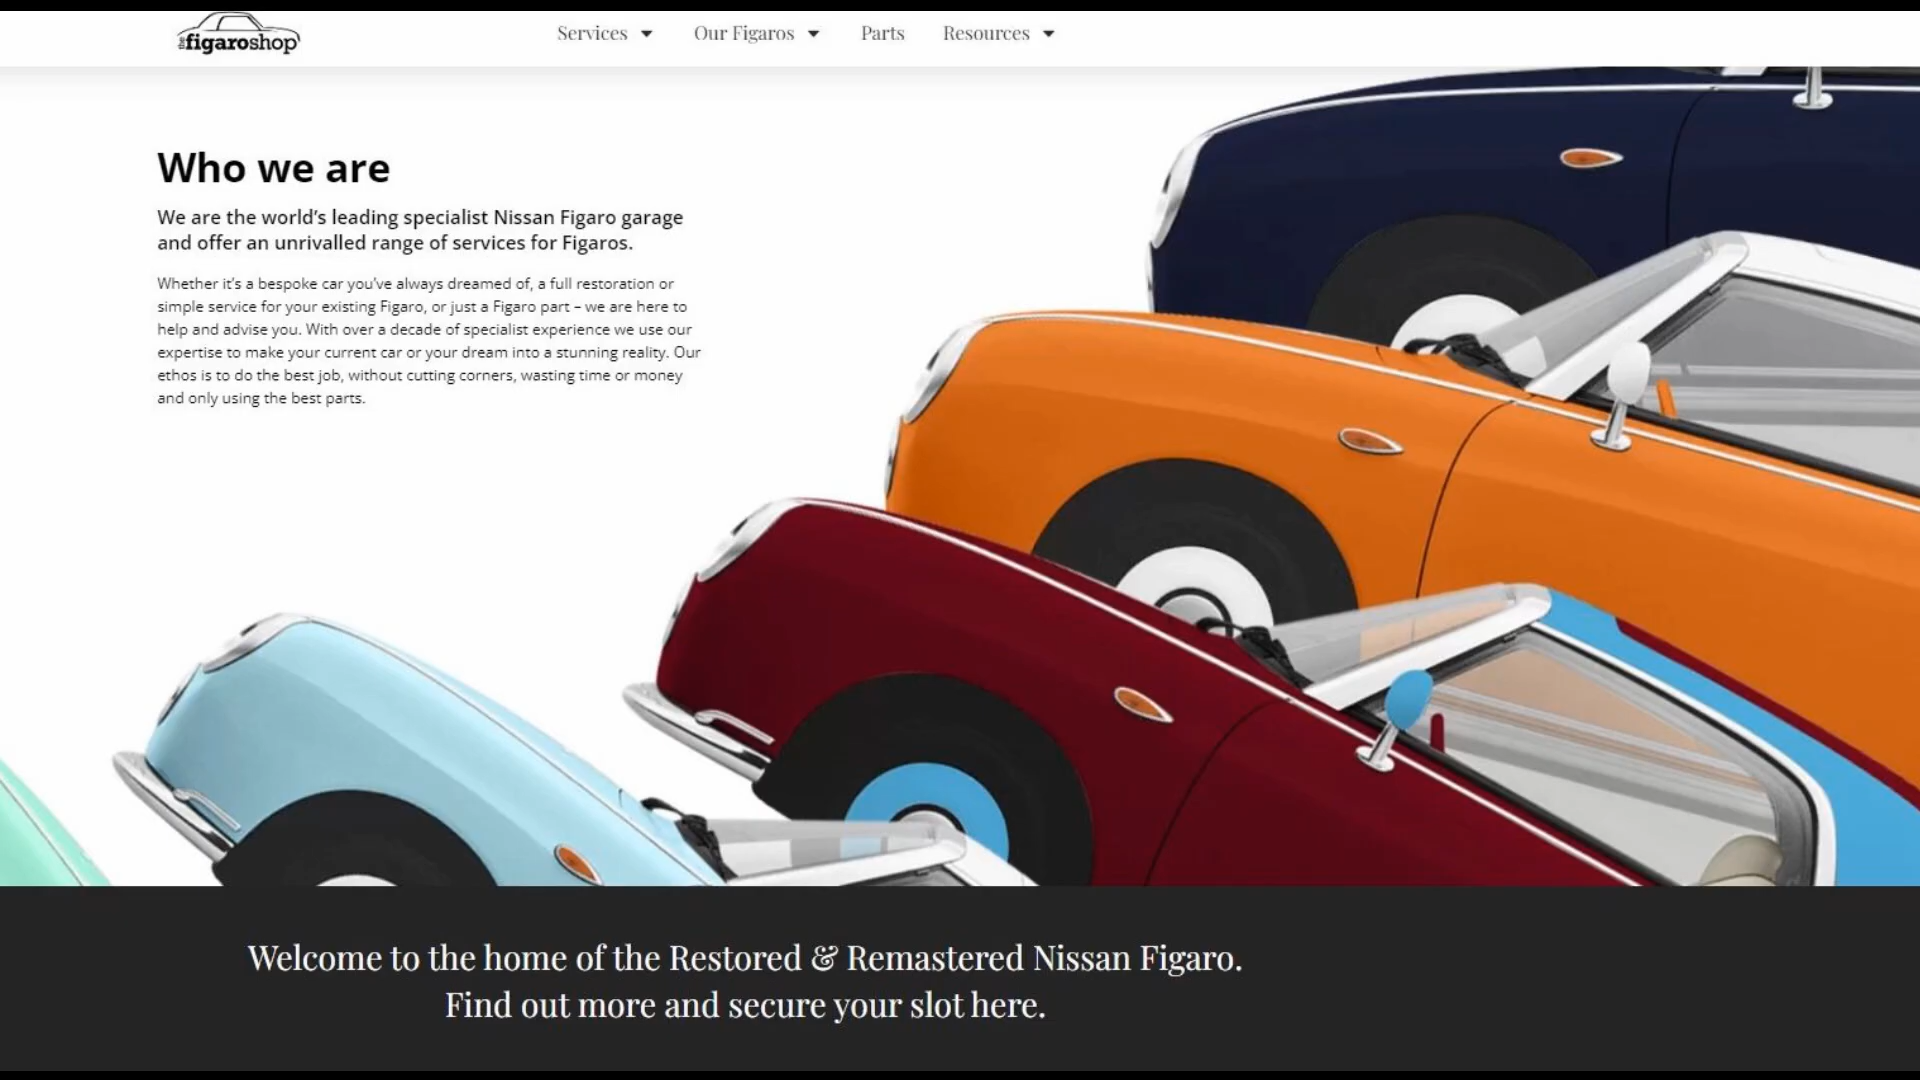 the figaroshop
Services
Our Figaros
Parts
Resources
Who we are
We are the world's leading specialist Nissan Figaro garage
and offer an unrivalled range of services for Figaros.
Whether it's a bespoke car you've always dreamed of, a full restoration or
simple service for your existing Figaro, or just a Figaro part – we are here to
help and advise you. With over a decade of specialist experience we use our
expertise to make your current car or your dream into a stunning reality. Our
ethos is to do the best job, without cutting corners, wasting time or money
and only using the best parts.
Welcome to the home of the Restored & Remastered Nissan Figaro.
Find out more and secure your slot here.